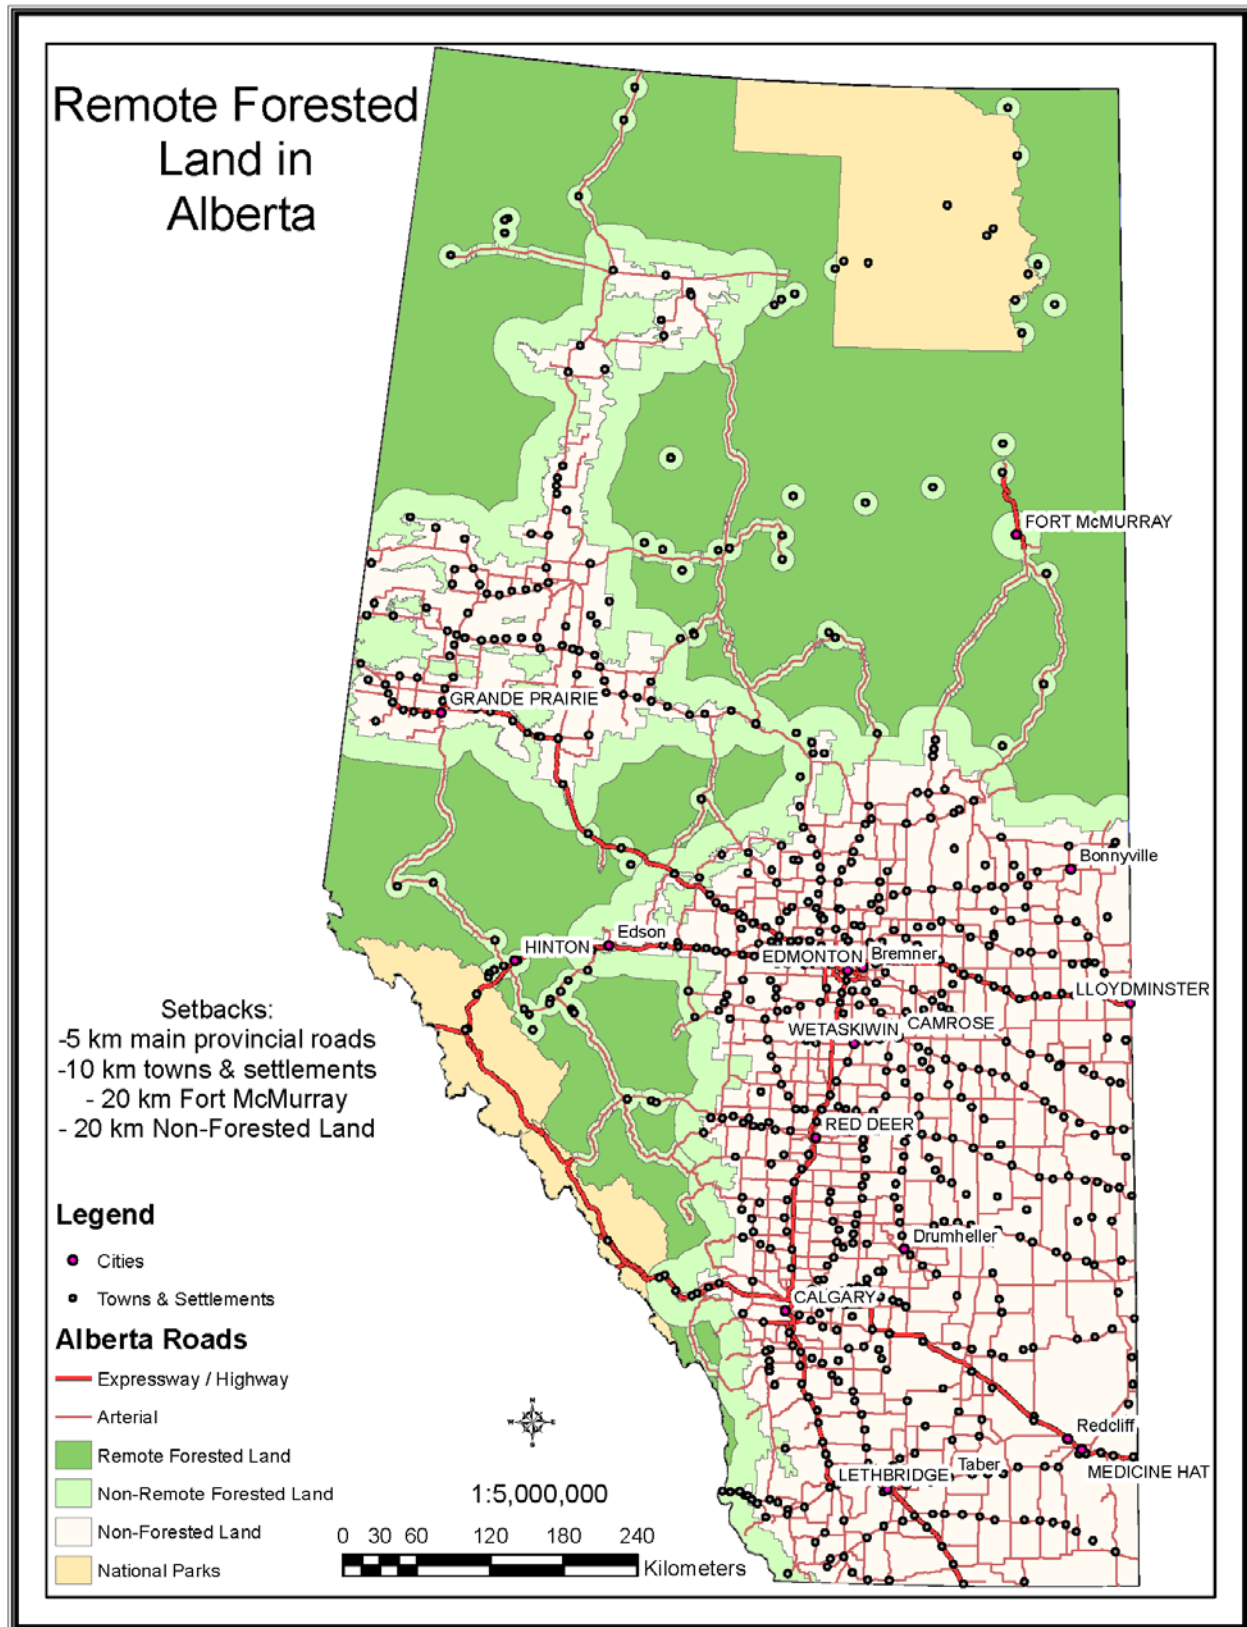 Remote Forested
Land in
Alberta
FORT McMURRAY
GRANDE PRAIRIE
Bonnyville
Edson
HINTON
EDMONTON
Bremner
LLOYDMINSTER
WETASKIWIN
CAMROSE
RED DEER
Drumheller
CALGARY
Redcliff
Taber
LETHBRIDGE
MEDICINE HAT
Setbacks:
-5 km main provincial roads
-10 km towns & settlements
- 20 km Fort McMurray
- 20 km Non-Forested Land
Legend
Cities
Towns & Settlements
Alberta Roads
Expressway / Highway
Arterial
Remote Forested Land
Non-Remote Forested Land
Non-Forested Land
National Parks
N
W E
S
1:5,000,000
0 30 60 120 180 240
Kilometers